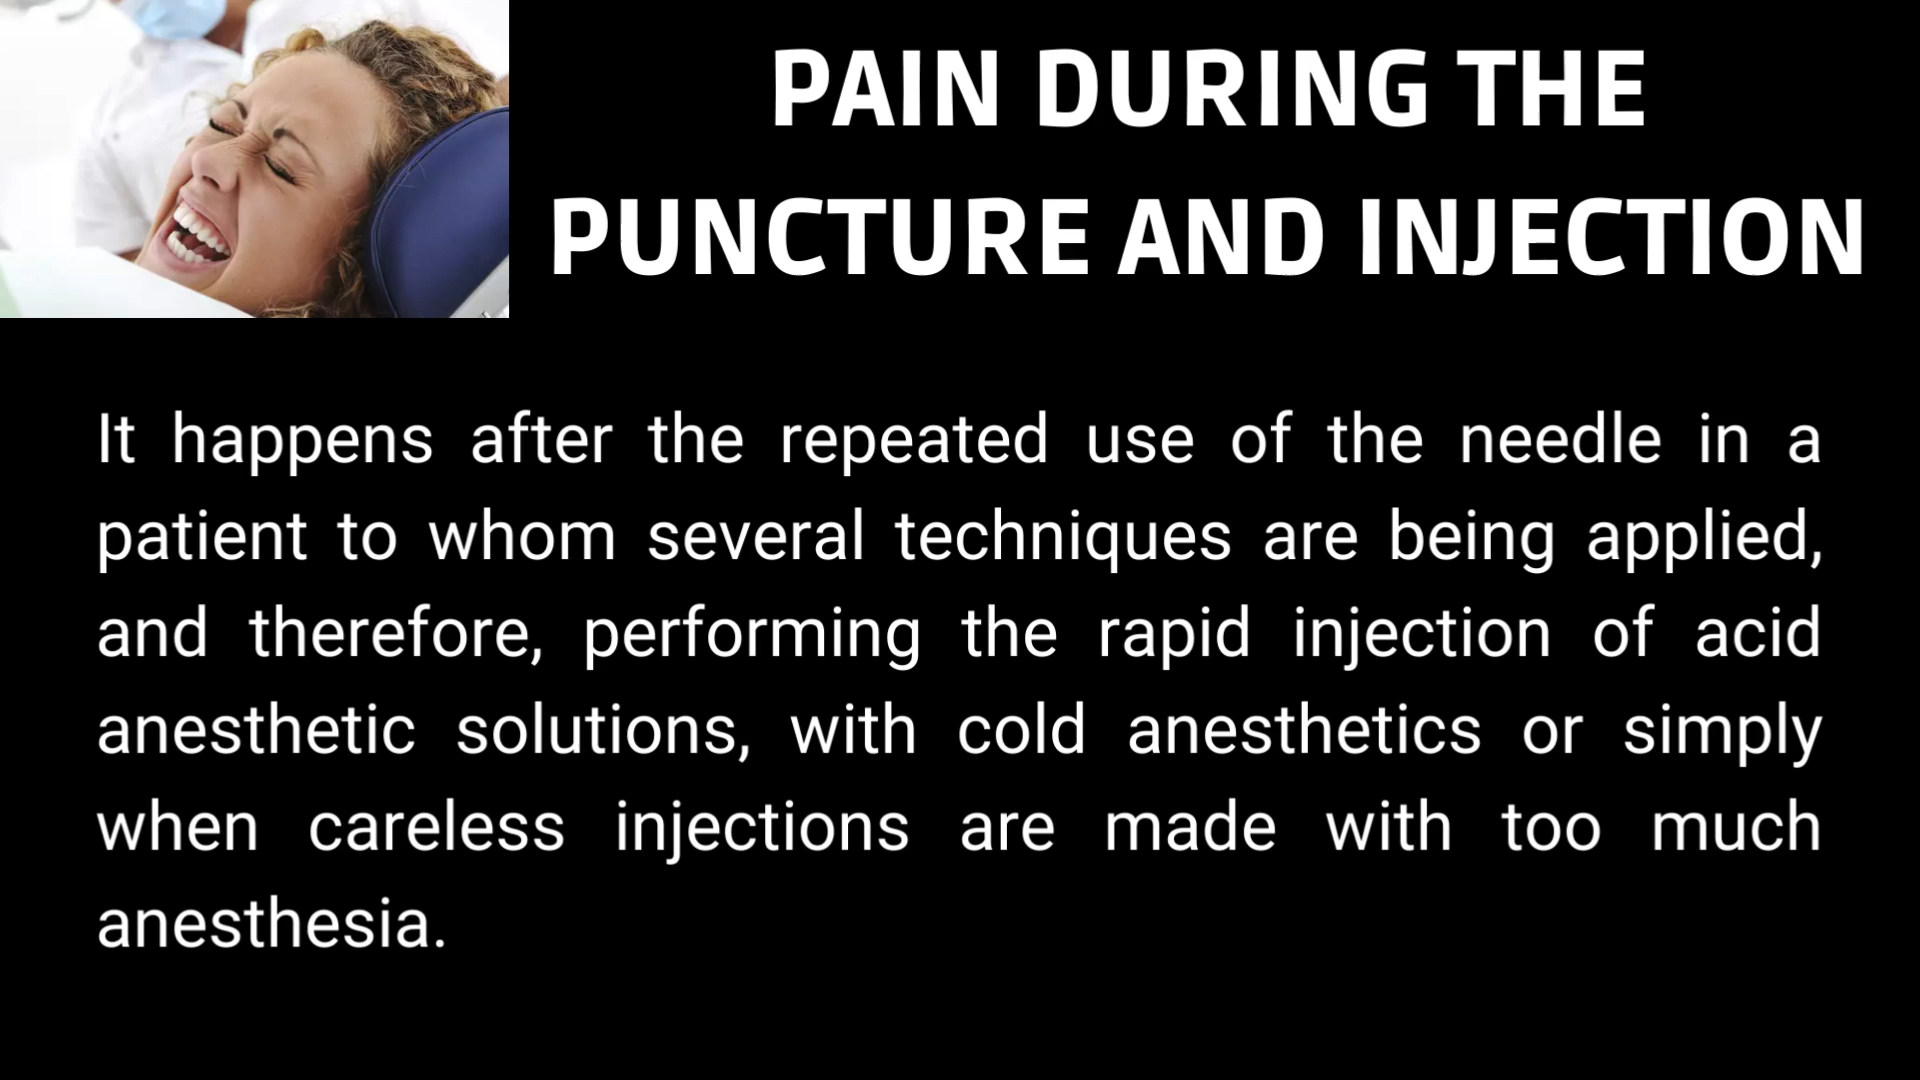 PAIN DURING THE
PUNCTURE AND INJECTION
It happens after the repeated use of the needle in a
patient to whom several techniques are being applied,
and therefore, performing the rapid injection of acid
anesthetic solutions, with cold anesthetics or simply
when careless injections are made with too much
anesthesia.